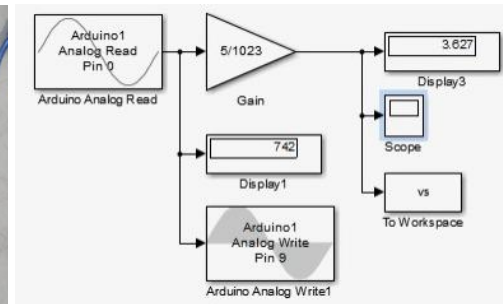 Arduino1
Analog Read
Pin 0
Arduino Analog Read
5/1023
Gain
3.627
Display3
Scope
742
Display1
vs
To Workspace
Arduino1
Analog Write
Pin 9
Arduino Analog Write1